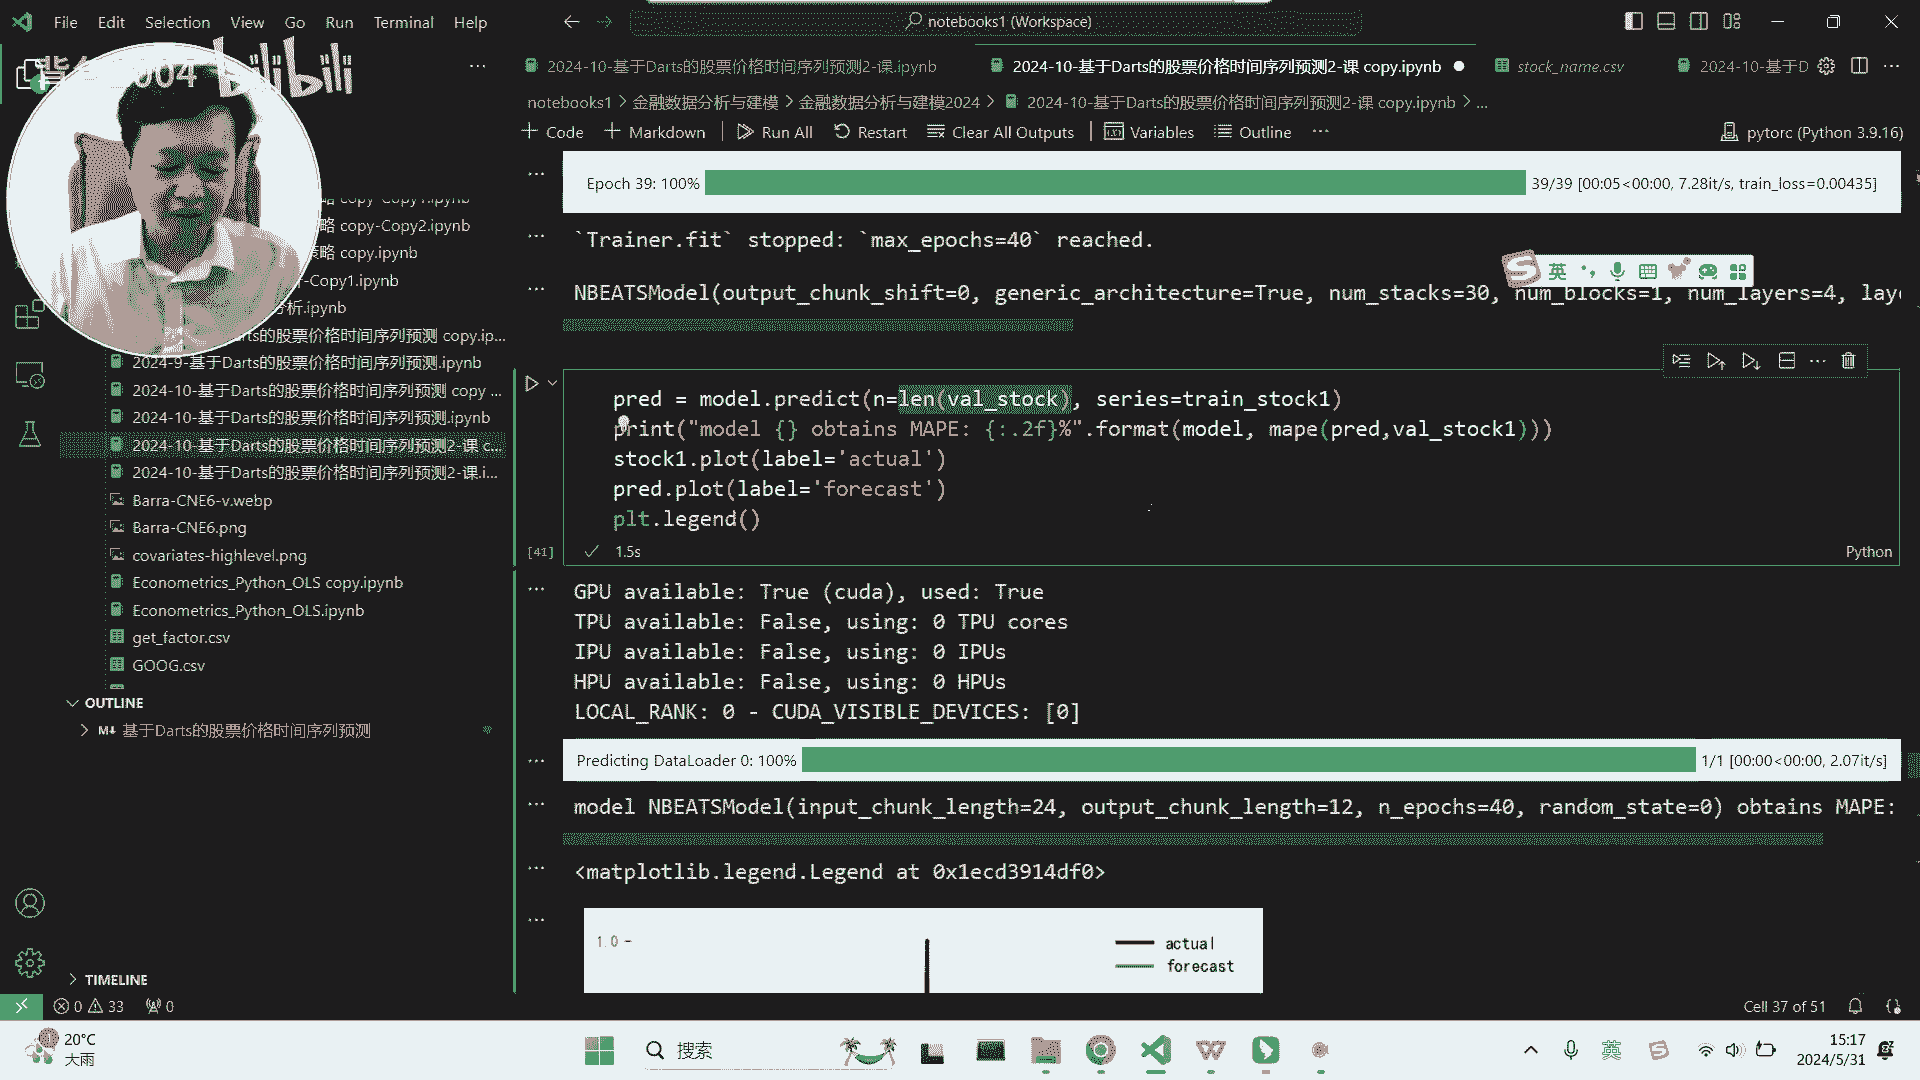 File Edit Selection View Go Run Terminal Help
notebooks1 (Workspace)
bilibili
2024-10-基于Darts的股票价格时间序列预测2-课.ipynb
2024-10-基于Darts的股票价格时间序列预测2-课 copy.ipynb
stock_name.csv
2024-10-基于D
notebooks1 > 金融数据分析与建模 > 金融数据分析与建模2024 > 2024-10-基于Darts的股票价格时间序列预测2-课 copy.ipynb > ...
+ Code + Markdown Run All Restart Clear All Outputs Variables Outline ... pytorc (Python 3.9.16)
Epoch 39: 100% 39/39 [00:05<00:00, 7.28it/s, train_loss=0.00435]
`Trainer.fit` stopped: `max_epochs=40` reached.
英
NBEATSModel(output_chunk_shift=0, generic_architecture=True, num_stacks=30, num_blocks=1, num_layers=4, laye
略 copy-Copy2.ipynb
策略 copy.ipynb
-Copy1.ipynb
分析.ipynb
Darts的股票价格时间序列预测 copy.ip...
2024-9-基于Darts的股票价格时间序列预测.ipynb
2024-10-基于Darts的股票价格时间序列预测 copy ...
2024-10-基于Darts的股票价格时间序列预测.ipynb
2024-10-基于Darts的股票价格时间序列预测2-课 c...
2024-10-基于Darts的股票价格时间序列预测2-课.i...
Barra-CNE6-v.webp
Barra-CNE6.png
covariates-highlevel.png
Econometrics_Python_OLS copy.ipynb
Econometrics_Python_OLS.ipynb
get_factor.csv
GOOG.csv
OUTLINE
M↓ 基于Darts的股票价格时间序列预测
TIMELINE
pred = model.predict(n=len(val_stock), series=train_stock1)
print("model {} obtains MAPE: {:.2f}%".format(model, mape(pred,val_stock1)))
stock1.plot(label='actual')
pred.plot(label='forecast')
plt.legend()
[41] 1.5s Python
GPU available: True (cuda), used: True
TPU available: False, using: 0 TPU cores
IPU available: False, using: 0 IPUs
HPU available: False, using: 0 HPUs
LOCAL_RANK: 0 - CUDA_VISIBLE_DEVICES: [0]
Predicting DataLoader 0: 100% 1/1 [00:00<00:00, 2.07it/s]
model NBEATSModel(input_chunk_length=24, output_chunk_length=12, n_epochs=40, random_state=0) obtains MAPE:
<matplotlib.legend.Legend at 0x1ecd3914df0>
1.0
actual
forecast
0 33 0 Cell 37 of 51
20°C
大雨
搜索
英
15:17
2024/5/31